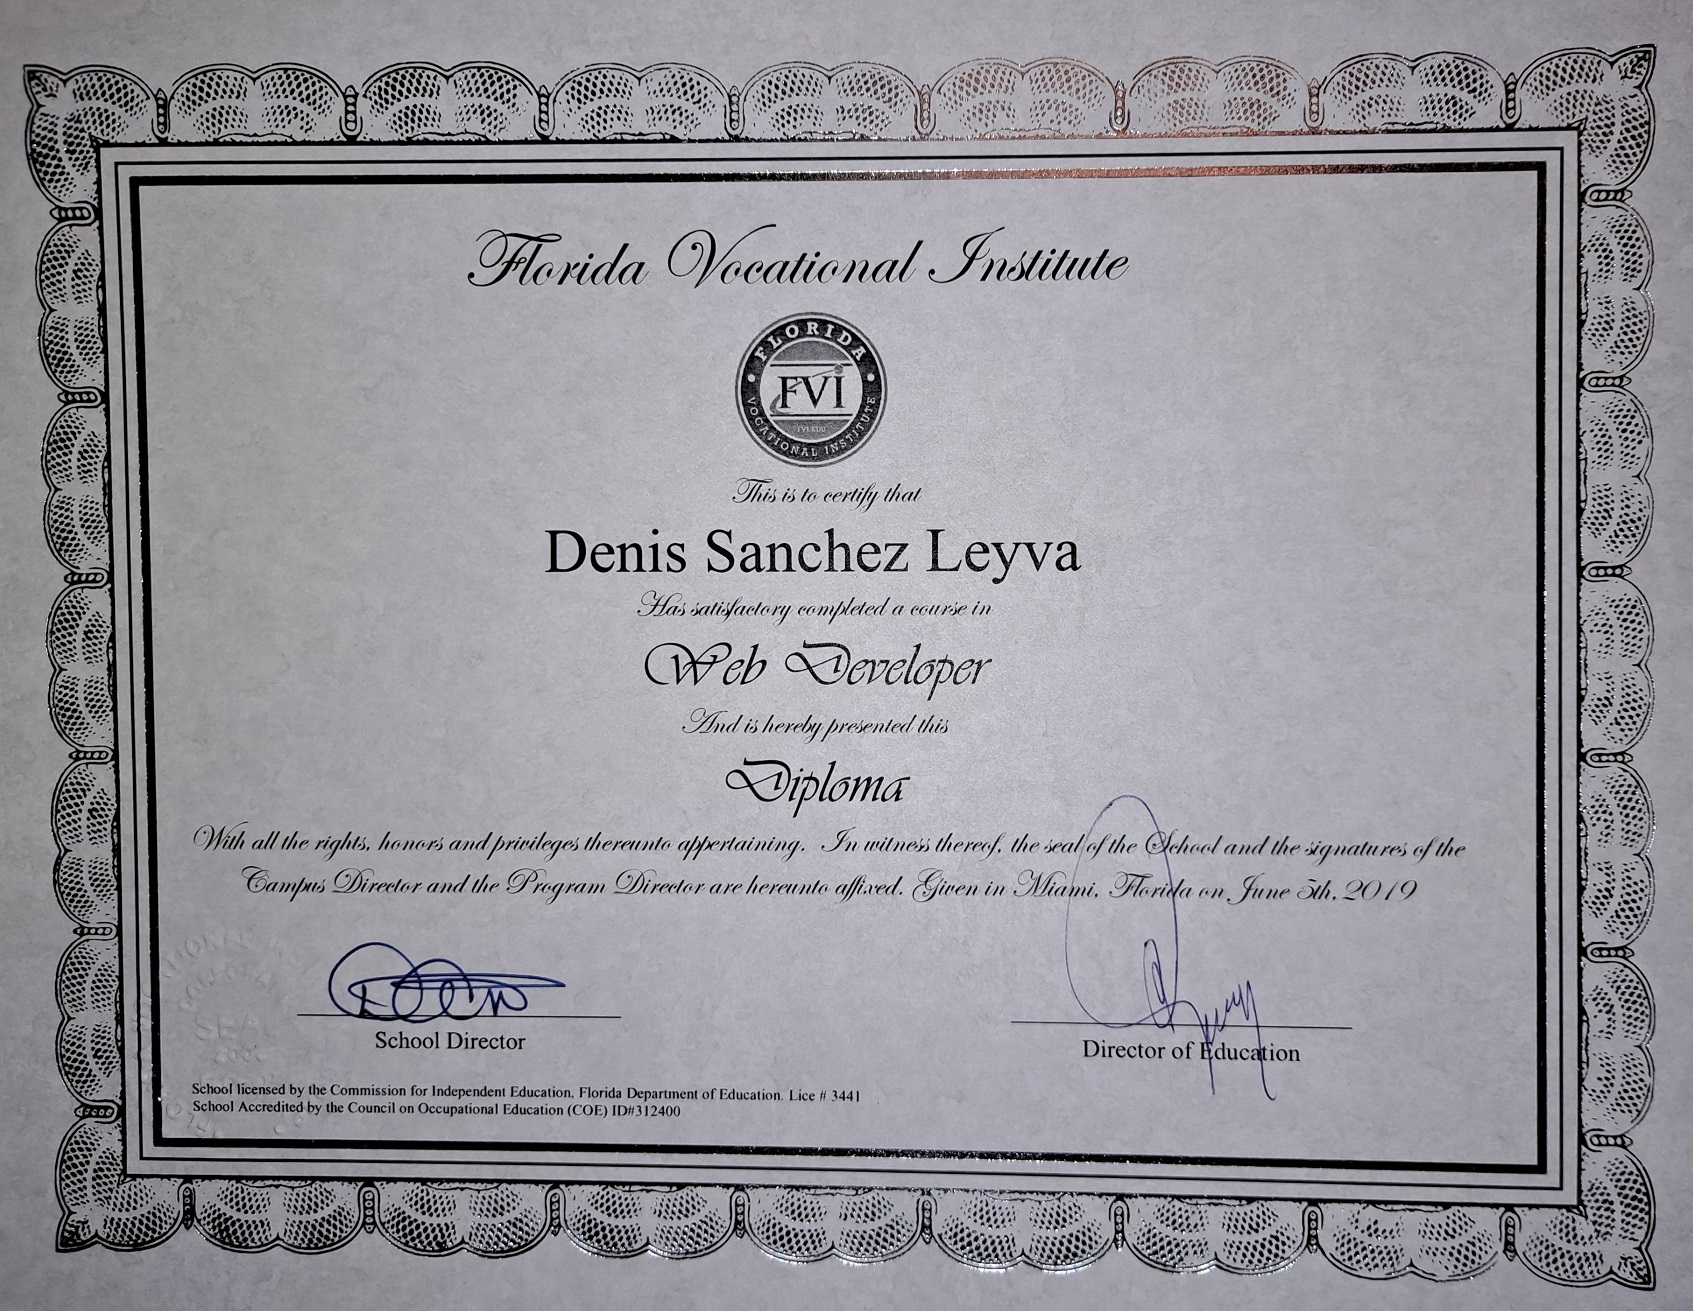 Florida Vocational Institute
FLORIDA
FVI
FVI.EDU
VOCATIONAL INSTITUTE
This is to certify that
Denis Sanchez Leyva
Has satisfactory completed a course in
Web Developer
And is hereby presented this
Diploma
With all the rights, honors and privileges thereunto appertaining. In witness thereof, the seal of the School and the signatures of the
Campus Director and the Program Director are hereunto affixed. Given in Miami, Florida on June 5th, 2019
School Director
Director of Education
SEAL
School licensed by the Commission for Independent Education, Florida Department of Education. Lice # 3441
School Accredited by the Council on Occupational Education (COE) ID#312400